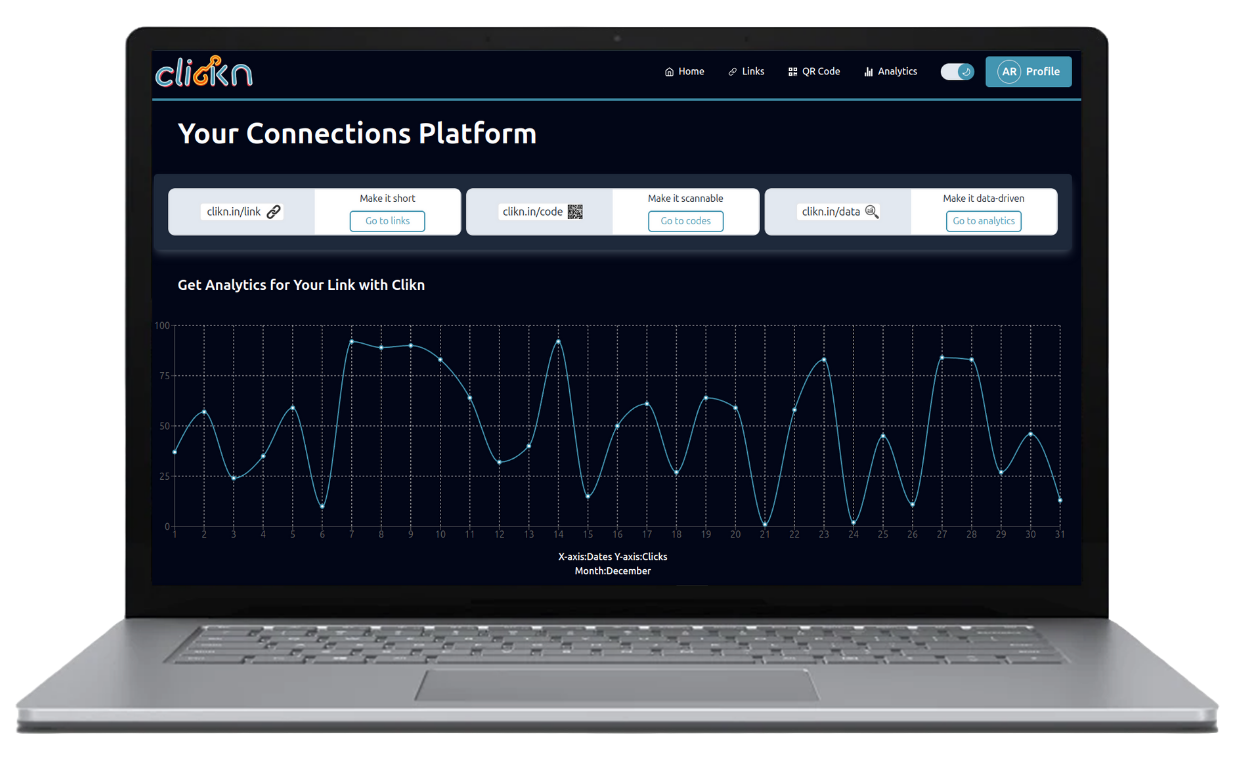 clickn
Home Links QR Code Analytics AR Profile
Your Connections Platform
clikn.in/link
Make it short
Go to links
clikn.in/code
Make it scannable
Go to codes
clikn.in/data
Make it data-driven
Go to analytics
Get Analytics for Your Link with Clikn
100
75
50
25
0
1 2 3 4 5 6 7 8 9 10 11 12 13 14 15 16 17 18 19 20 21 22 23 24 25 26 27 28 29 30 31
X-axis:Dates Y-axis:Clicks
Month:December